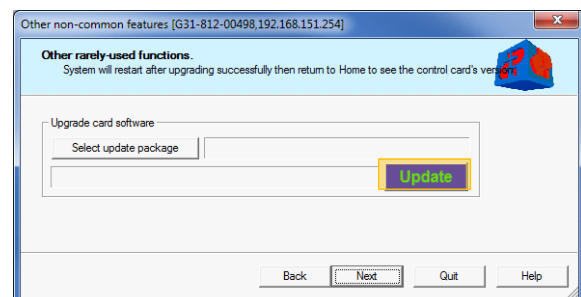 Other non-common features [G31-812-00498,192.168.151.254]
Other rarely-used functions.
System will restart after upgrading successfully then return to Home to see the control card's version.
Upgrade card software
Select update package
Update
Back
Next
Quit
Help